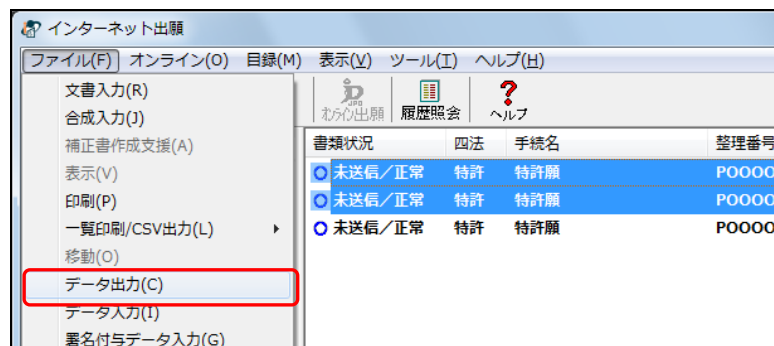 インターネット出願
ファイル(F) オンライン(O) 目録(M) 表示(V) ツール(T) ヘルプ(H)
文書入力(R)
合成入力(J)
補正書作成支援(A)
表示(V)
印刷(P)
一覧印刷/CSV出力(L)
移動(O)
データ出力(C)
データ入力(I)
署名付与データ入力(G)
JPO
ｵﾝﾗｲﾝ出願 履歴照会 ヘルプ
書類状況 四法 手続名 整理番号
未送信／正常 特許 特許願 POOOO
未送信／正常 特許 特許願 POOOO
未送信／正常 特許 特許願 POOOO